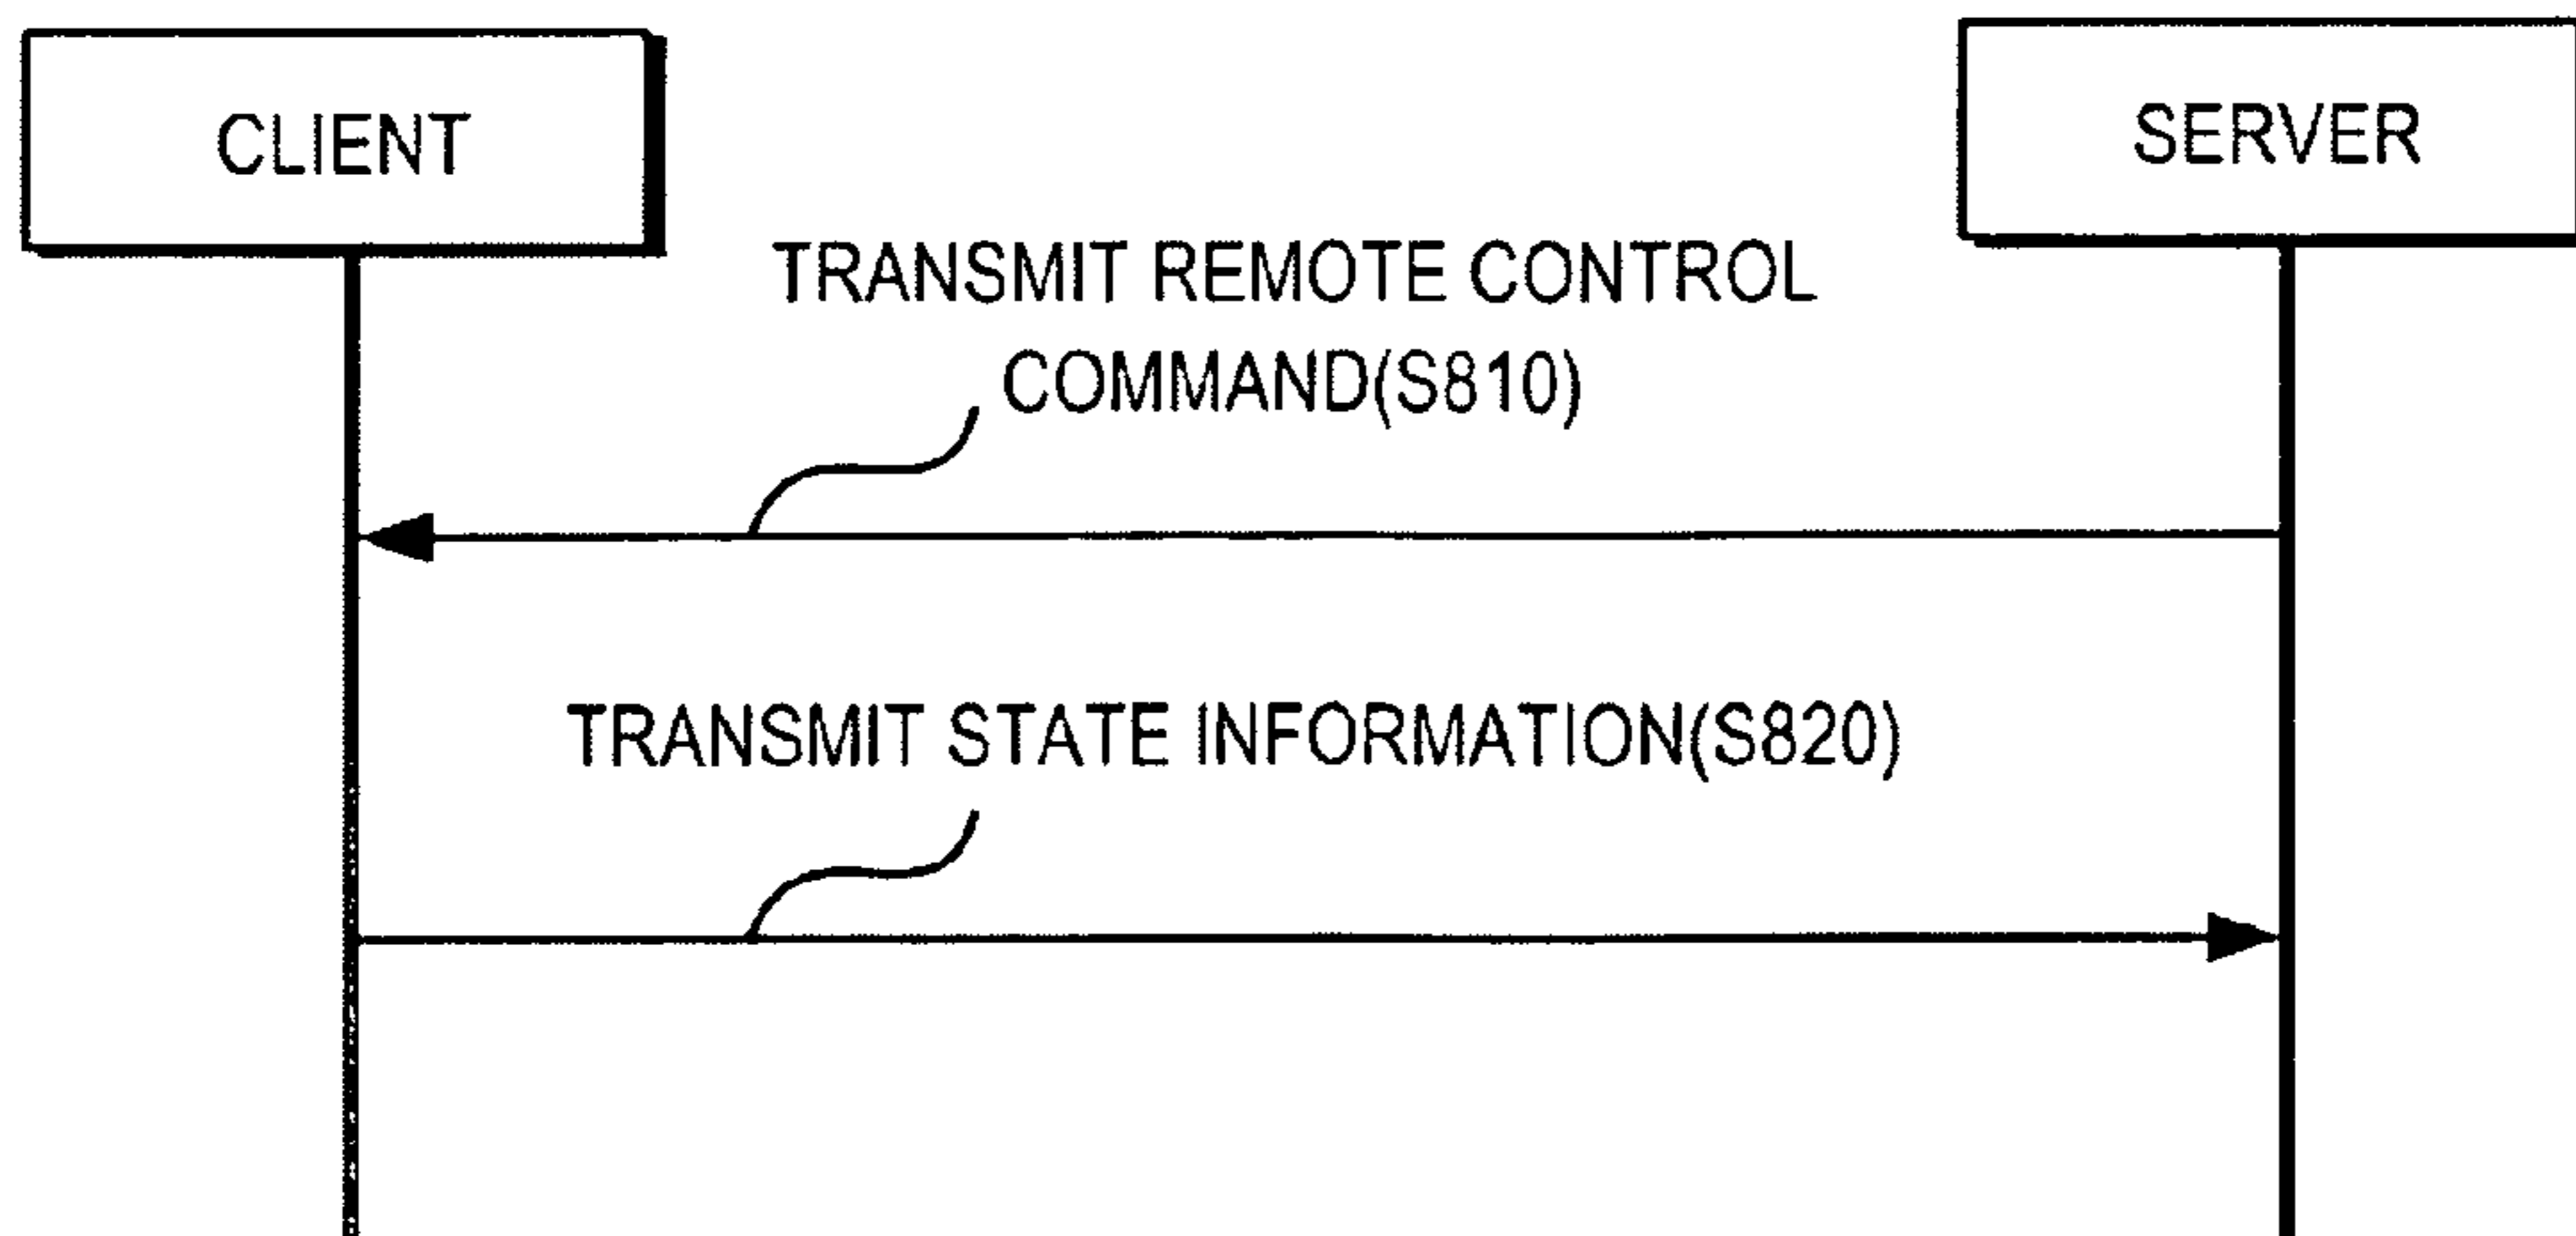 CLIENT
SERVER
TRANSMIT REMOTE CONTROL
COMMAND(S810)
TRANSMIT STATE INFORMATION(S820)